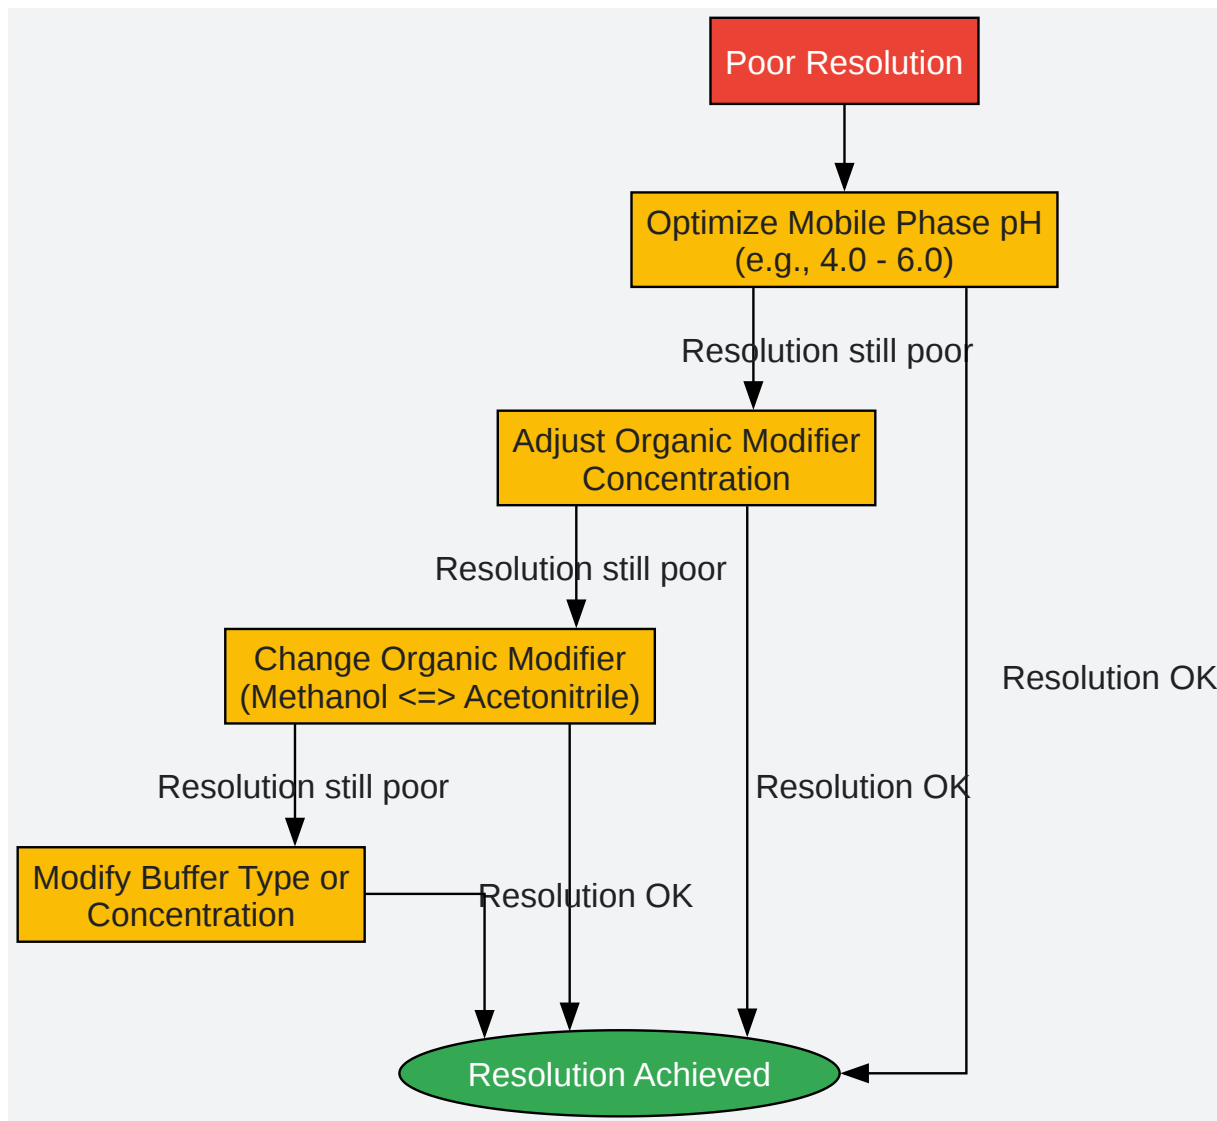 Poor Resolution
Optimize Mobile Phase pH
(e.g., 4.0 - 6.0)
Resolution still poor
Adjust Organic Modifier
Concentration
Resolution still poor
Change Organic Modifier
(Methanol <=> Acetonitrile)
Resolution OK
Resolution still poor
Resolution OK
Modify Buffer Type or
Concentration
Resolution OK
Resolution Achieved